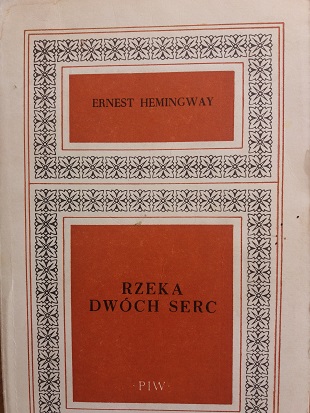 ERNEST HEMINGWAY
RZEKA
DWÓCH SERC
·PIW·